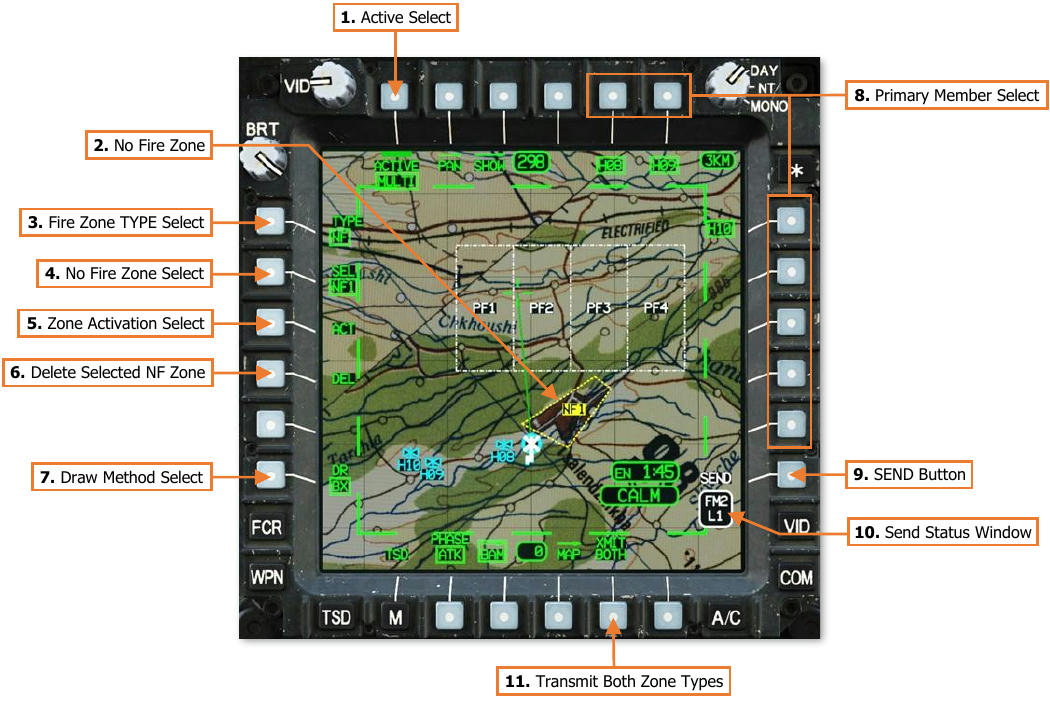 1. Active Select
VID
DAY
NT/
MONO
8. Primary Member Select
BRT
2. No Fire Zone
ACTIVE
MULTI
PAN
SHOW
298
H08
H09
3KM
*
3. Fire Zone TYPE Select
TYPE
NF
ELECTRIFIED
H10
4. No Fire Zone Select
SEL
NF1
PF1
PF2
PF3
PF4
Chkhoushi
5. Zone Activation Select
ACT
6. Delete Selected NF Zone
DEL
NF1
H10
H09
H08
7. Draw Method Select
DR
BX
EN 1:45
CALM
SEND
FM2
L1
9. SEND Button
10. Send Status Window
FCR
VID
TSD
PHASE
ATK
BAM
0
MAP
XMIT
BOTH
WPN
COM
TSD
M
A/C
11. Transmit Both Zone Types